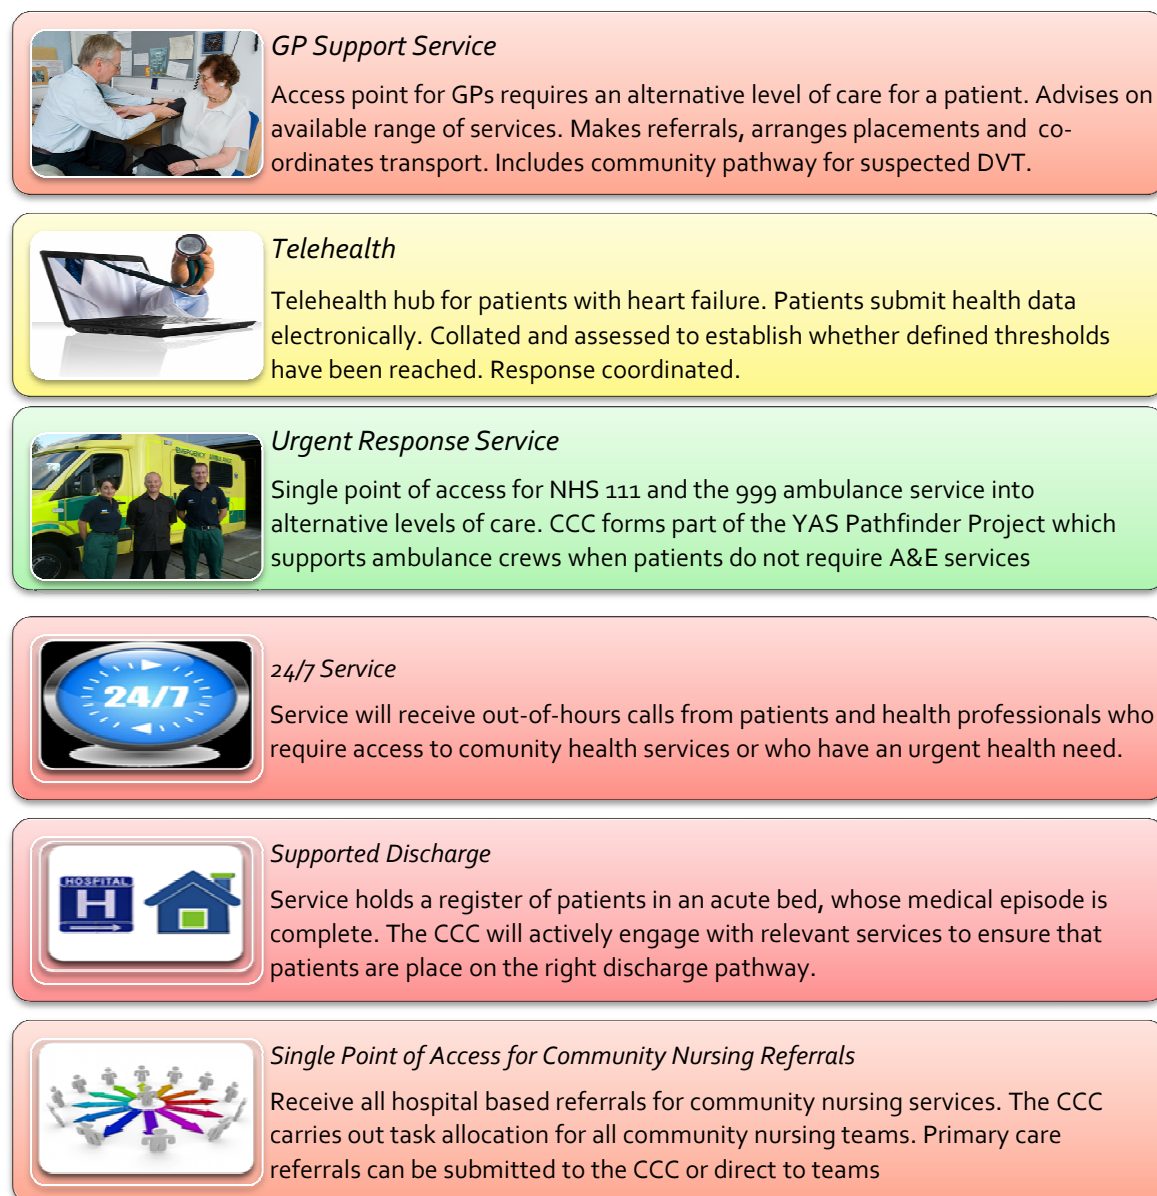 GP Support Service
Access point for GPs requires an alternative level of care for a patient. Advises on
available range of services. Makes referrals, arranges placements and  co-
ordinates transport. Includes community pathway for suspected DVT.
Telehealth
Telehealth hub for patients with heart failure. Patients submit health data
electronically. Collated and assessed to establish whether defined thresholds
have been reached. Response coordinated.
EMERGENCY AMBULANCE
Urgent Response Service
Single point of access for NHS 111 and the 999 ambulance service into
alternative levels of care. CCC forms part of the YAS Pathfinder Project which
supports ambulance crews when patients do not require A&E services
24/7
24/7 Service
Service will receive out-of-hours calls from patients and health professionals who
require access to comunity health services or who have an urgent health need.
HOSPITAL
H
Supported Discharge
Service holds a register of patients in an acute bed, whose medical episode is
complete. The CCC will actively engage with relevant services to ensure that
patients are place on the right discharge pathway.
Single Point of Access for Community Nursing Referrals
Receive all hospital based referrals for community nursing services. The CCC
carries out task allocation for all community nursing teams. Primary care
referrals can be submitted to the CCC or direct to teams